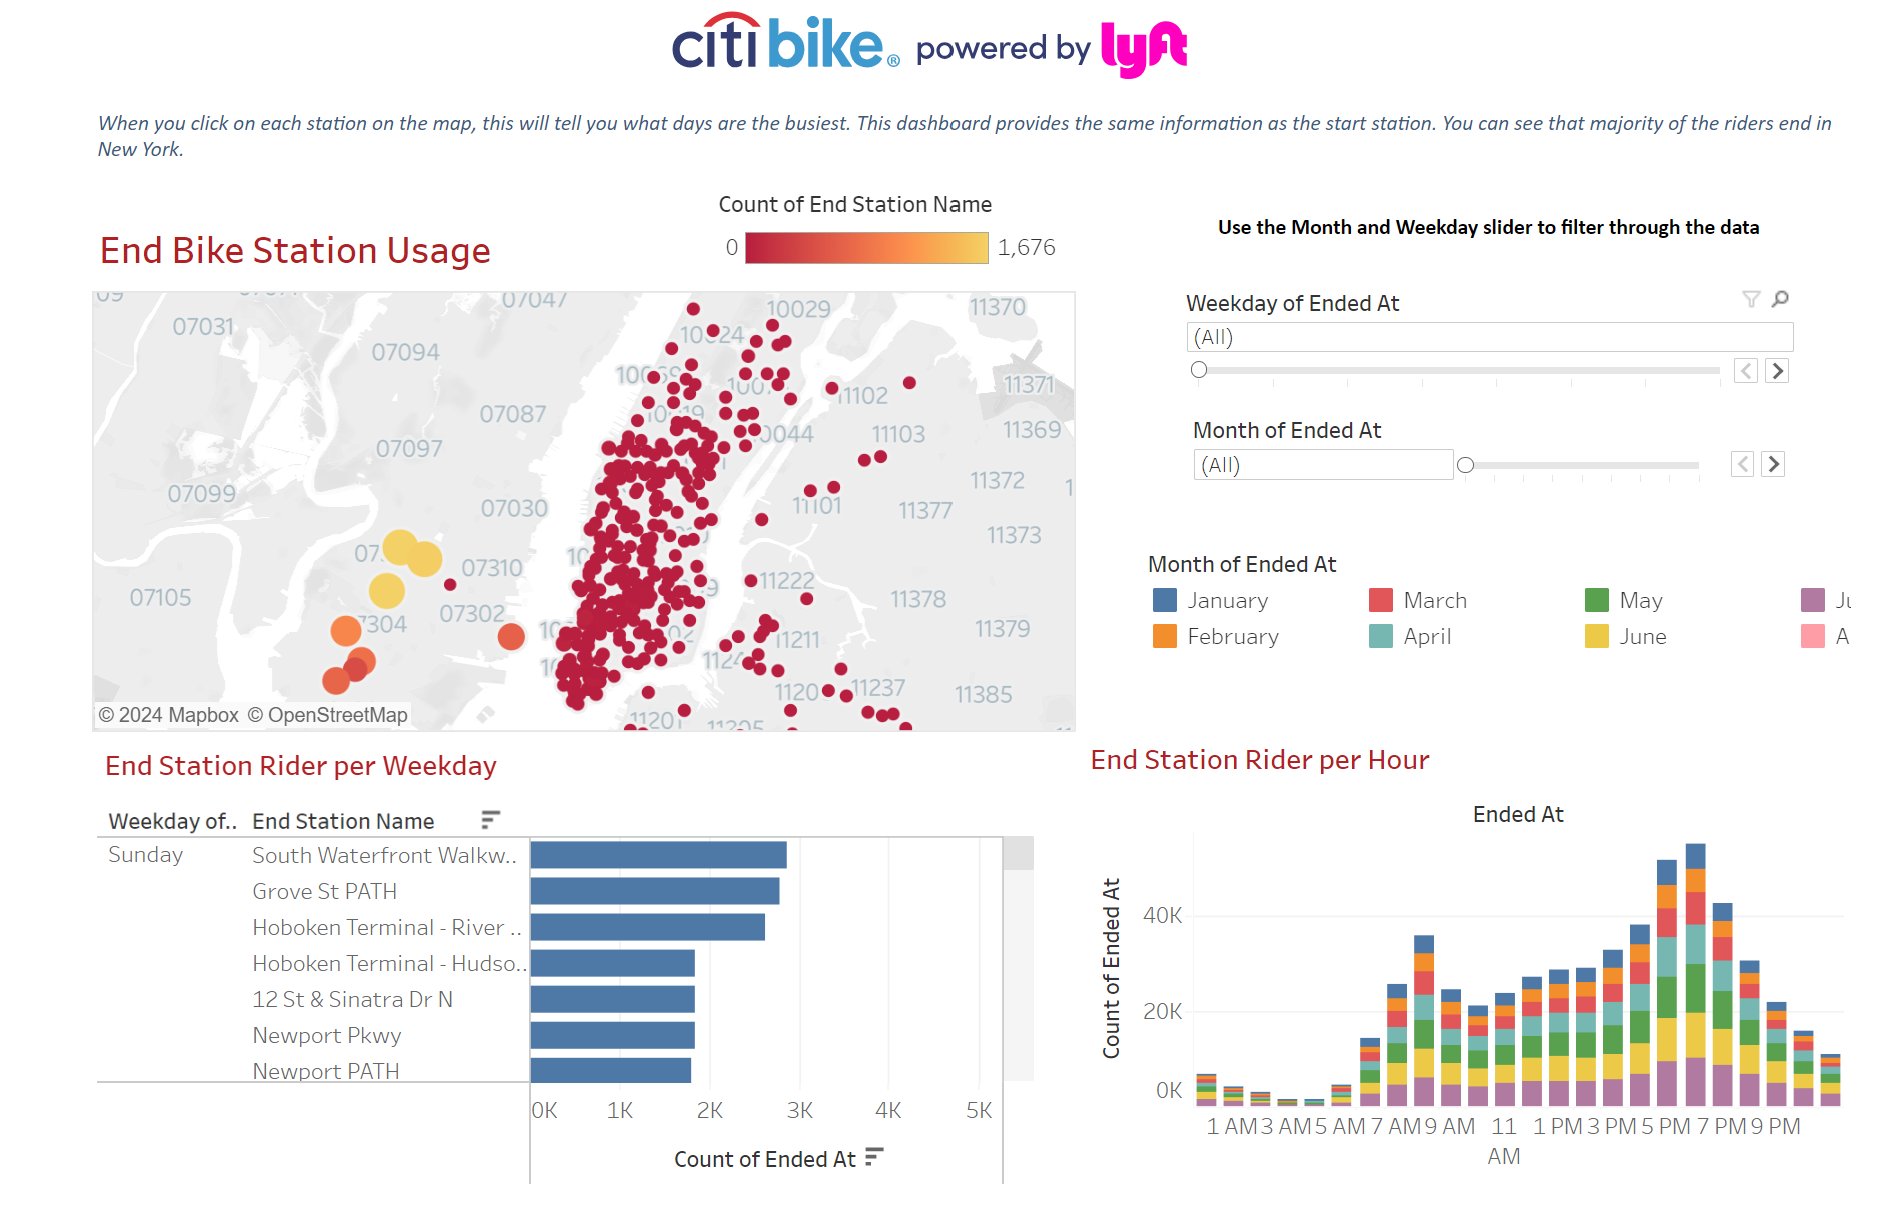 citi bike® powered by lyft
When you click on each station on the map, this will tell you what days are the busiest. This dashboard provides the same information as the start station. You can see that majority of the riders end in
New York.
Count of End Station Name
0 1,676
End Bike Station Usage
Use the Month and Weekday slider to filter through the data
Weekday of Ended At
(All)
Month of Ended At
(All)
Month of Ended At
January March May
February April June
07047 10029 11370
07031
07094
11371
11102
07087
11103 11369
07097
07099 11372
07030 11101 11377
11373
07310 11222
07105 11378
07302
11379
11211
11237 11385
© 2024 Mapbox © OpenStreetMap
End Station Rider per Weekday
Weekday of.. End Station Name
Sunday South Waterfront Walkw..
Grove St PATH
Hoboken Terminal - River ..
Hoboken Terminal - Hudso..
12 St & Sinatra Dr N
Newport Pkwy
Newport PATH
0K 1K 2K 3K 4K 5K
Count of Ended At
End Station Rider per Hour
Ended At
Count of Ended At
40K
20K
0K
1 AM 3 AM 5 AM 7 AM 9 AM 11 AM 1 PM 3 PM 5 PM 7 PM 9 PM